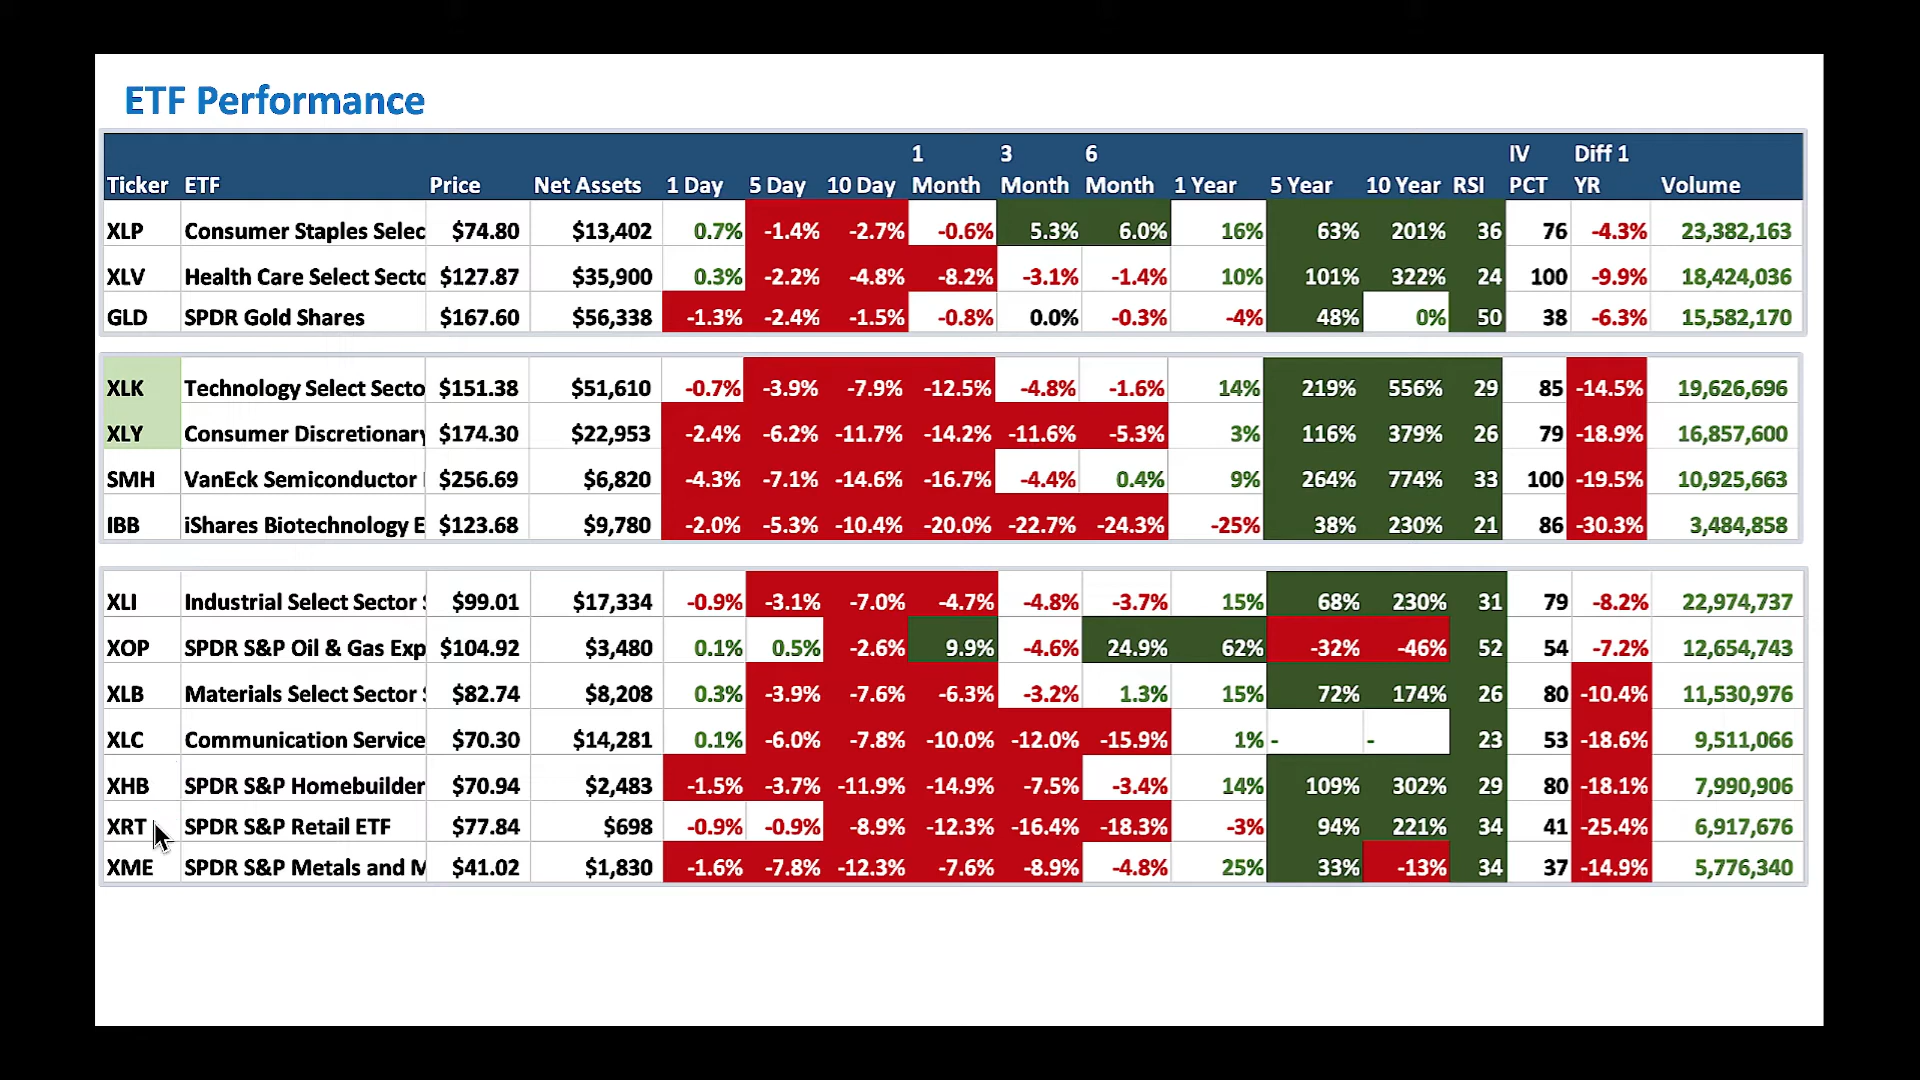 ETF Performance
Ticker ETF Price Net Assets 1 Day 5 Day 10 Day 1 Month 3 Month 6 Month 1 Year 5 Year 10 Year RSI IV PCT Diff 1 YR Volume
XLP Consumer Staples Selec $74.80 $13,402 0.7% -1.4% -2.7% -0.6% 5.3% 6.0% 16% 63% 201% 36 76 -4.3% 23,382,163
XLV Health Care Select Secto $127.87 $35,900 0.3% -2.2% -4.8% -8.2% -3.1% -1.4% 10% 101% 322% 24 100 -9.9% 18,424,036
GLD SPDR Gold Shares $167.60 $56,338 -1.3% -2.4% -1.5% -0.8% 0.0% -0.3% -4% 48% 0% 50 38 -6.3% 15,582,170
XLK Technology Select Secto $151.38 $51,610 -0.7% -3.9% -7.9% -12.5% -4.8% -1.6% 14% 219% 556% 29 85 -14.5% 19,626,696
XLY Consumer Discretionary $174.30 $22,953 -2.4% -6.2% -11.7% -14.2% -11.6% -5.3% 3% 116% 379% 26 79 -18.9% 16,857,600
SMH VanEck Semiconductor $256.69 $6,820 -4.3% -7.1% -14.6% -16.7% -4.4% 0.4% 9% 264% 774% 33 100 -19.5% 10,925,663
IBB iShares Biotechnology E $123.68 $9,780 -2.0% -5.3% -10.4% -20.0% -22.7% -24.3% -25% 38% 230% 21 86 -30.3% 3,484,858
XLI Industrial Select Sector $99.01 $17,334 -0.9% -3.1% -7.0% -4.7% -4.8% -3.7% 15% 68% 230% 31 79 -8.2% 22,974,737
XOP SPDR S&P Oil & Gas Exp $104.92 $3,480 0.1% 0.5% -2.6% 9.9% -4.6% 24.9% 62% -32% -46% 52 54 -7.2% 12,654,743
XLB Materials Select Sector $82.74 $8,208 0.3% -3.9% -7.6% -6.3% -3.2% 1.3% 15% 72% 174% 26 80 -10.4% 11,530,976
XLC Communication Service $70.30 $14,281 0.1% -6.0% -7.8% -10.0% -12.0% -15.9% 1% - - 23 53 -18.6% 9,511,066
XHB SPDR S&P Homebuilder $70.94 $2,483 -1.5% -3.7% -11.9% -14.9% -7.5% -3.4% 14% 109% 302% 29 80 -18.1% 7,990,906
XRT SPDR S&P Retail ETF $77.84 $698 -0.9% -0.9% -8.9% -12.3% -16.4% -18.3% -3% 94% 221% 34 41 -25.4% 6,917,676
XME SPDR S&P Metals and M $41.02 $1,830 -1.6% -7.8% -12.3% -7.6% -8.9% -4.8% 25% 33% -13% 34 37 -14.9% 5,776,340